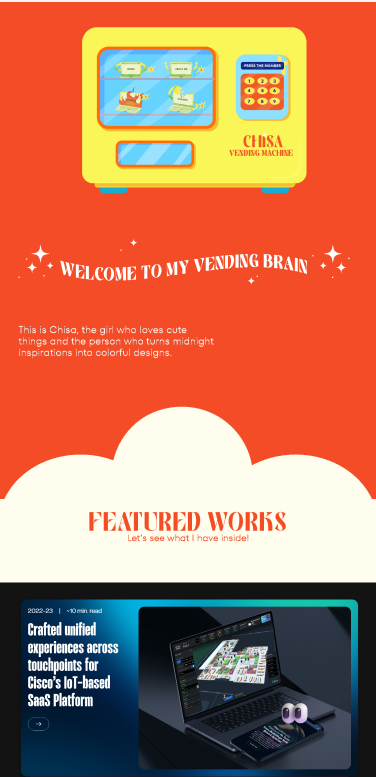 PRESS THE NUMBER
1 2 3
4 5 6
7 8 9
CHISA
VENDING MACHINE
WELCOME TO MY VENDING BRAIN
This is Chisa, the girl who loves cute
things and the person who turns midnight
inspirations into colorful designs.
FEATURED WORKS
Let's see what I have inside!
2022-23 | ~10 min. read
Crafted unified
experiences across
touchpoints for
Cisco's IoT-based
SaaS Platform